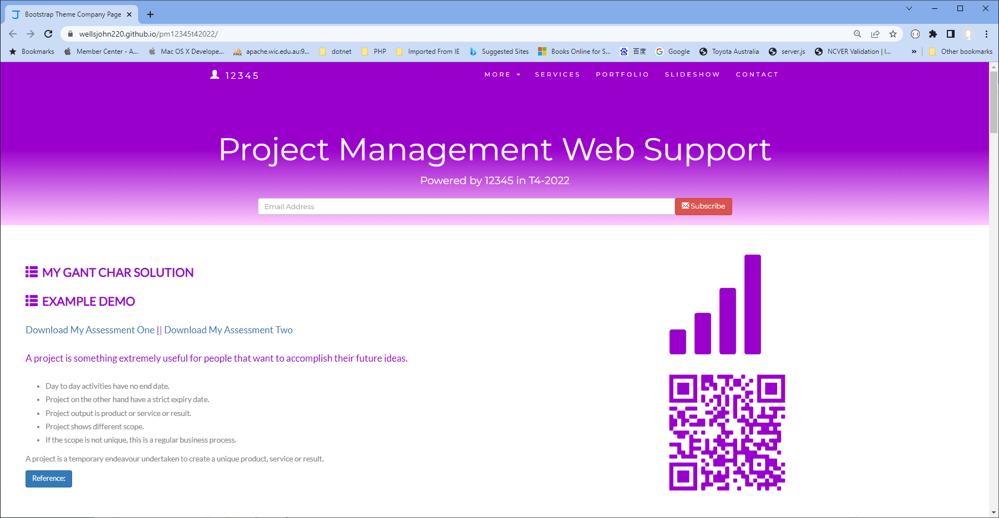 Bootstrap Theme Company Page
wellsjohn220.github.io/pm12345t42022/
Bookmarks Member Center - A... Mac OS X Develope... apache.wic.edu.au:9... dotnet PHP Imported From IE Suggested Sites Books Online for S... 百度 Google Toyota Australia server.js NCVER Validation | I... » Other bookmarks
12345 MORE SERVICES PORTFOLIO SLIDESHOW CONTACT
Project Management Web Support
Powered by 12345 in T4-2022
Email Address Subscribe
MY GANT CHAR SOLUTION
EXAMPLE DEMO
Download My Assessment One || Download My Assessment Two
A project is something extremely useful for people that want to accomplish their future ideas.
• Day to day activities have no end date.
• Project on the other hand have a strict expiry date.
• Project output is product or service or result.
• Project shows different scope.
• If the scope is not unique, this is a regular business process.
A project is a temporary endeavour undertaken to create a unique product, service or result.
Reference: